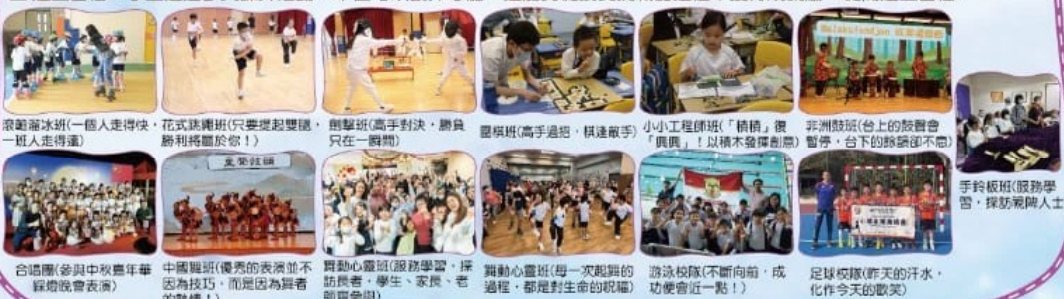 滾軸溜冰班(一個人走得快，
一班人走得遠)
花式跳繩班(只要提起雙腿，
勝利將屬於你！)
劍擊班(高手對決，勝負
只在一瞬間)
圍棋班(高手過招，棋逢敵手)
小小工程師班(「積積」復
「興興」！以積木發揮創意)
非洲鼓班(台上的鼓聲會
暫停，台下的餘韻卻不息)
手鈴板班(服務學
習，探訪視障人士
合唱團(參與中秋嘉年華
綵燈晚會表演)
中國舞班(優秀的表演並不
因為技巧，而是因為舞者
的熱情！)
舞動心靈班(服務學習，探
訪長者，學生、家長、老
師齊參與)
舞動心靈班(每一次起舞的
過程，都是對生命的祝福)
游泳校隊(不斷向前，成
功便會近一點！)
足球校隊(昨天的汗水，
化作今天的歡笑)